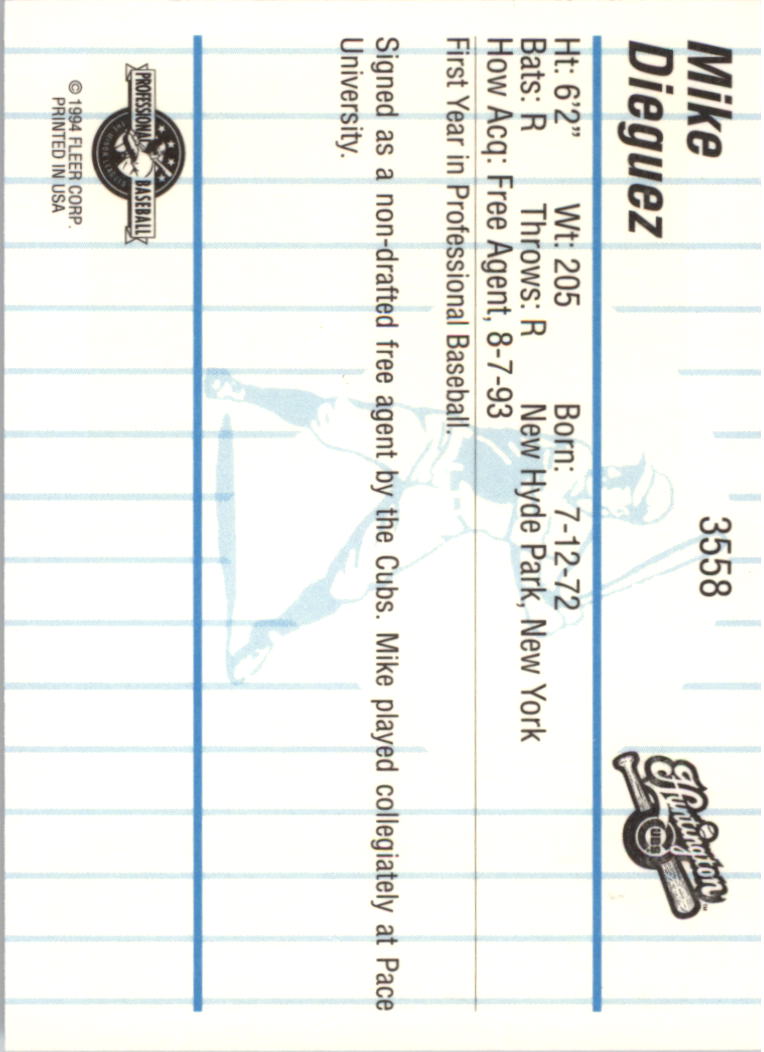 Mike
Dieguez
3558
Huntington
CUBS
Ht: 6'2" Wt: 205 Born: 7-12-72
Bats: R Throws: R New Hyde Park, New York
How Acq: Free Agent, 8-7-93
First Year in Professional Baseball.
Signed as a non-drafted free agent by the Cubs. Mike played collegiately at Pace
University.
PROFESSIONAL BASEBALL
© 1994 FLEER CORP.
PRINTED IN USA